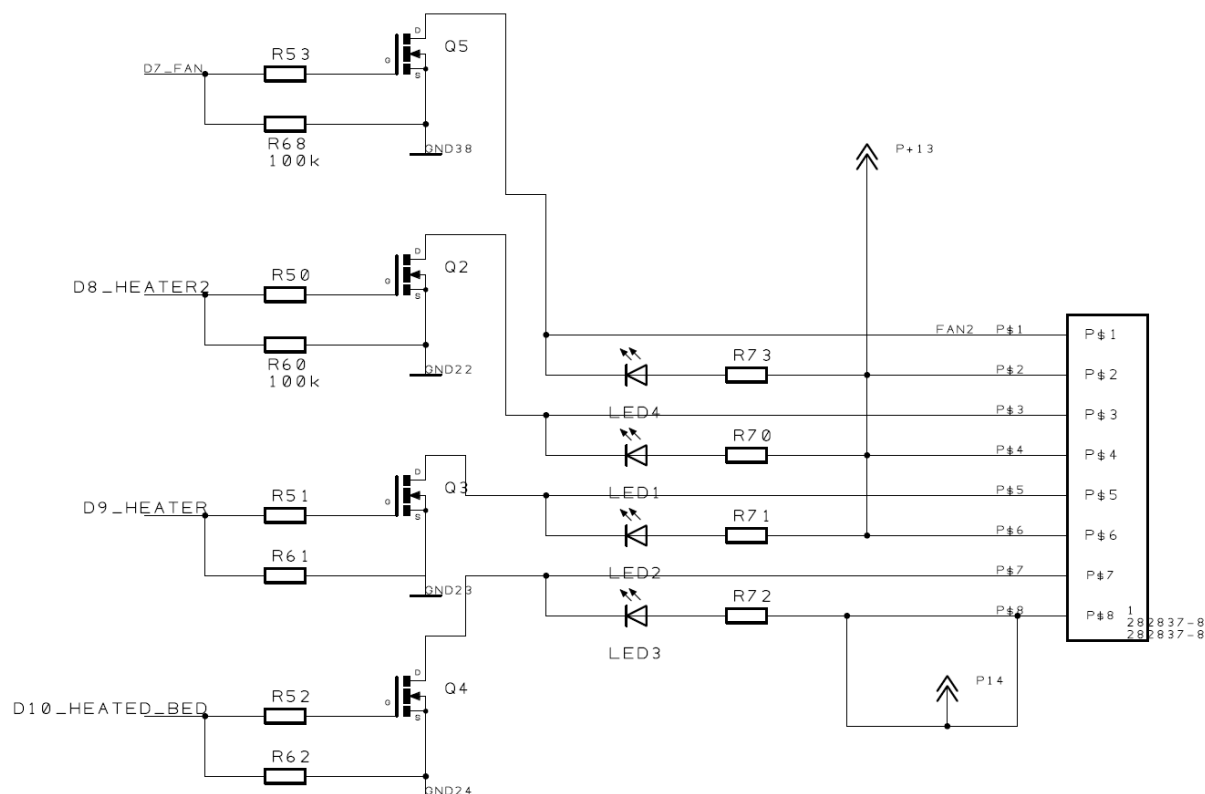 D
Q5
R53
G
D7_FAN
S
R68
100k
GND38
P+13
D
Q2
R50
G
D8_HEATER2
S
R60
100k
GND22
FAN2 P$1 P$1
R73
P$2 P$2
LED4
P$3 P$3
R70
P$4 P$4
D
Q3
R51
G
D9_HEATER
S
LED1
P$5 P$5
R71
P$6 P$6
R61
GND23
LED2
P$7 P$7
R72
P$8 P$8 1
282837-8
282837-8
LED3
P14
D
Q4
R52
G
D10_HEATED_BED
S
R62
GND24